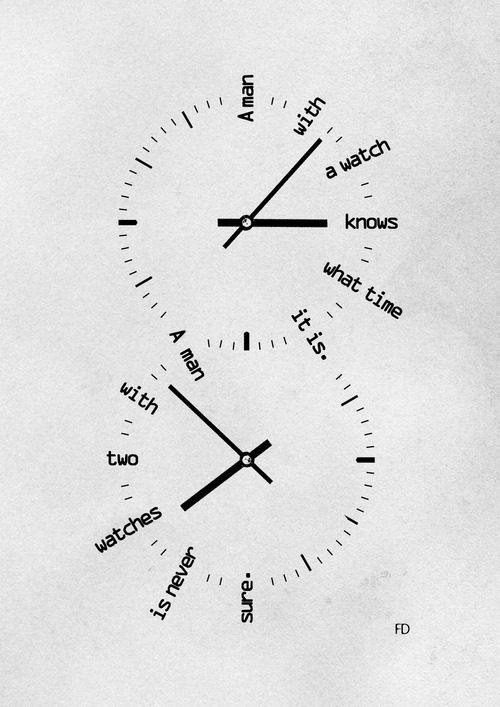 A man
with
a watch
knows
what time
it is.
A man
with
two
watches
is never
sure.
FD